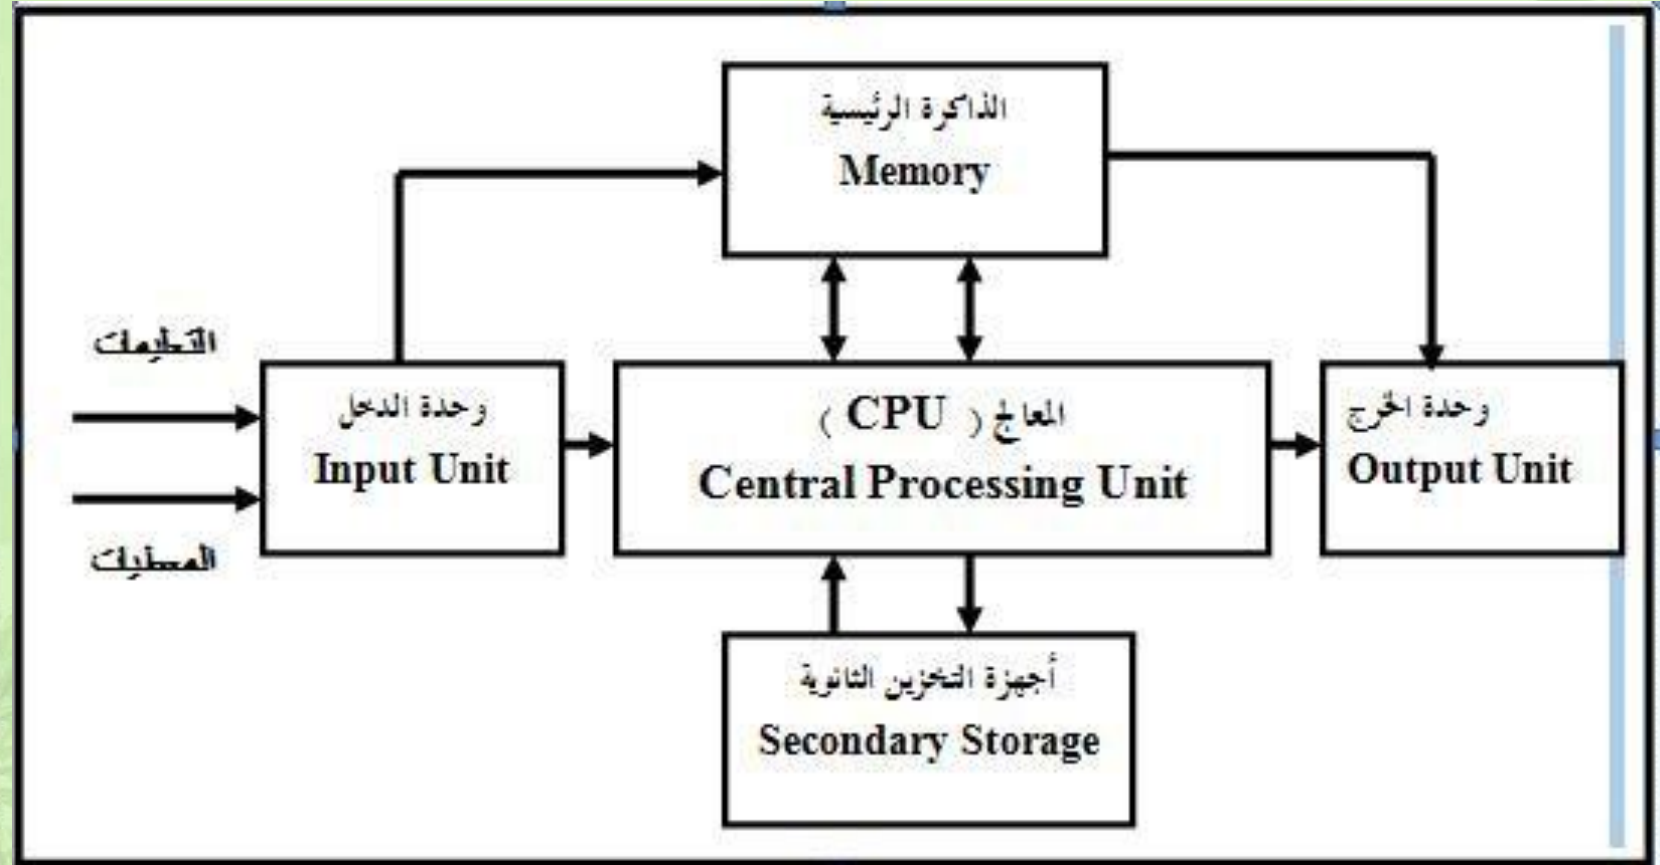 الذاكرة الرئيسية
Memory
التعليمات
وحدة الدخل
Input Unit
المعالج ( CPU )
Central Processing Unit
وحدة الخرج
Output Unit
المعطيات
أجهزة التخزين الثانوية
Secondary Storage